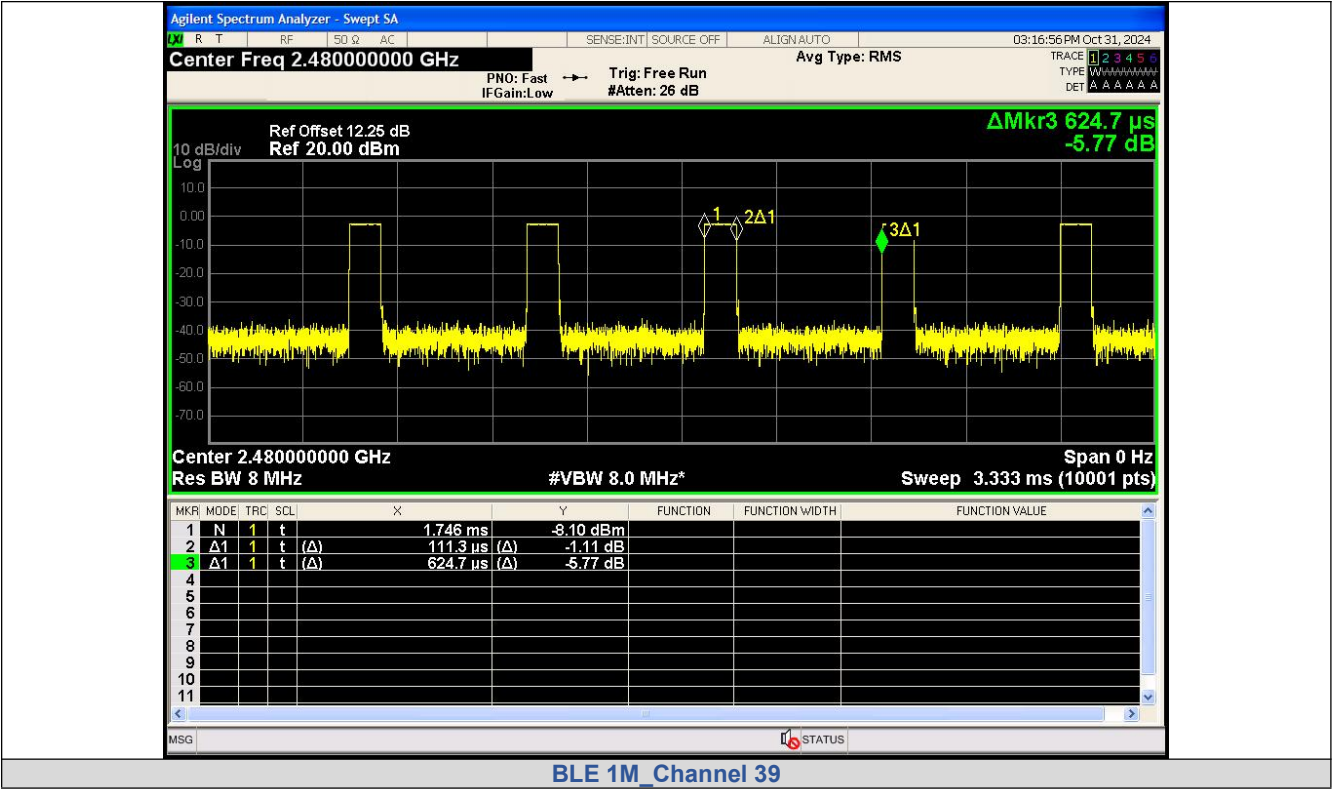 Agilent Spectrum Analyzer - Swept SA
LXI R T RF 50 Ω AC SENSE:INT SOURCE OFF ALIGN AUTO 03:16:56 PM Oct 31, 2024
Center Freq 2.480000000 GHz Avg Type: RMS TRACE 1 2 3 4 5 6
PNO: Fast Trig: Free Run TYPE W
IFGain:Low #Atten: 26 dB DET A A A A A A
ΔMkr3 624.7 µs
-5.77 dB
Ref Offset 12.25 dB
10 dB/div Ref 20.00 dBm
Log
10.0
0.00
-10.0
-20.0
-30.0
-40.0
-50.0
-60.0
-70.0
1
2Δ1
3Δ1
Center 2.480000000 GHz Span 0 Hz
Res BW 8 MHz #VBW 8.0 MHz* Sweep 3.333 ms (10001 pts)
MKR MODE TRC SCL X Y FUNCTION FUNCTION WIDTH FUNCTION VALUE
1 N 1 t 1.746 ms -8.10 dBm
2 Δ1 1 t (Δ) 111.3 µs (Δ) -1.11 dB
3 Δ1 1 t (Δ) 624.7 µs (Δ) -5.77 dB
4
5
6
7
8
9
10
11
MSG STATUS
BLE 1M_Channel 39